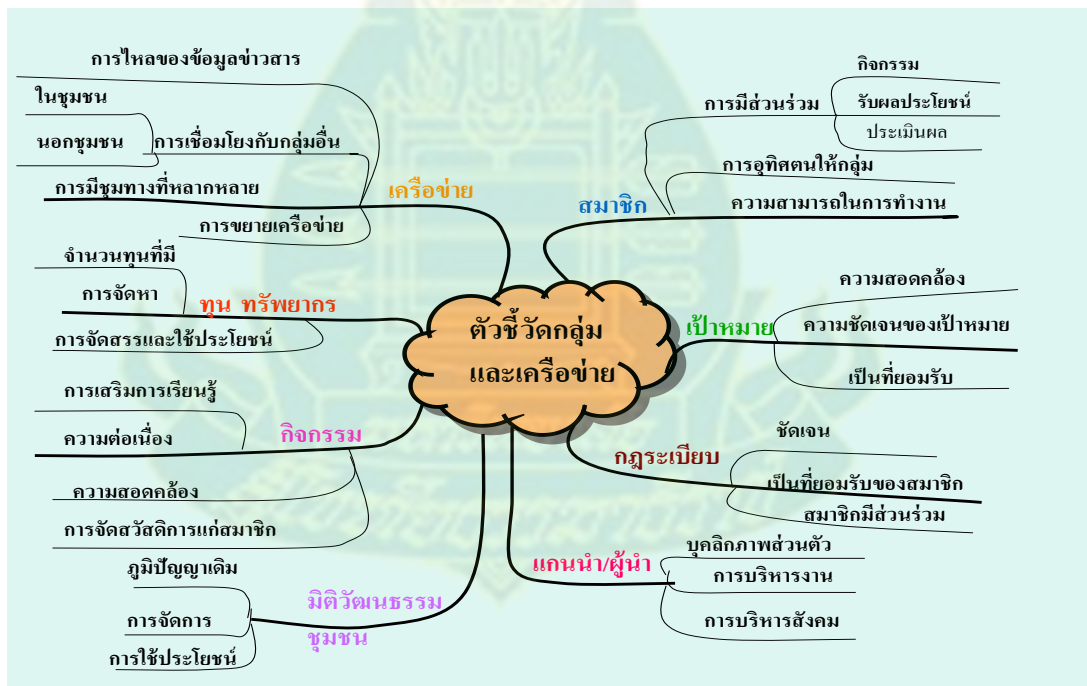 การไหลของข้อมูลข่าวสาร
ในชุมชน
นอกชุมชน
การเชื่อมโยงกับกลุ่มอื่น
การมีชุมทางที่หลากหลาย
เครือข่าย
การขยายเครือข่าย
จำนวนทุนที่มี
การจัดหา
ทุน ทรัพยากร
การจัดสรรและใช้ประโยชน์
การเสริมการเรียนรู้
ความต่อเนื่อง
กิจกรรม
ความสอดคล้อง
การจัดสวัสดิการแก่สมาชิก
ภูมิปัญญาเดิม
การจัดการ
การใช้ประโยชน์
มิติวัฒนธรรม
ชุมชน
ตัวชี้วัดกลุ่ม
และเครือข่าย
กิจกรรม
การมีส่วนร่วม
รับผลประโยชน์
ประเมินผล
การอุทิศตนให้กลุ่ม
สมาชิก
ความสามารถในการทำงาน
ความสอดคล้อง
เป้าหมาย
ความชัดเจนของเป้าหมาย
เป็นที่ยอมรับ
ชัดเจน
กฎระเบียบ
เป็นที่ยอมรับของสมาชิก
สมาชิกมีส่วนร่วม
บุคลิกภาพส่วนตัว
แกนนำ/ผู้นำ
การบริหารงาน
การบริหารสังคม